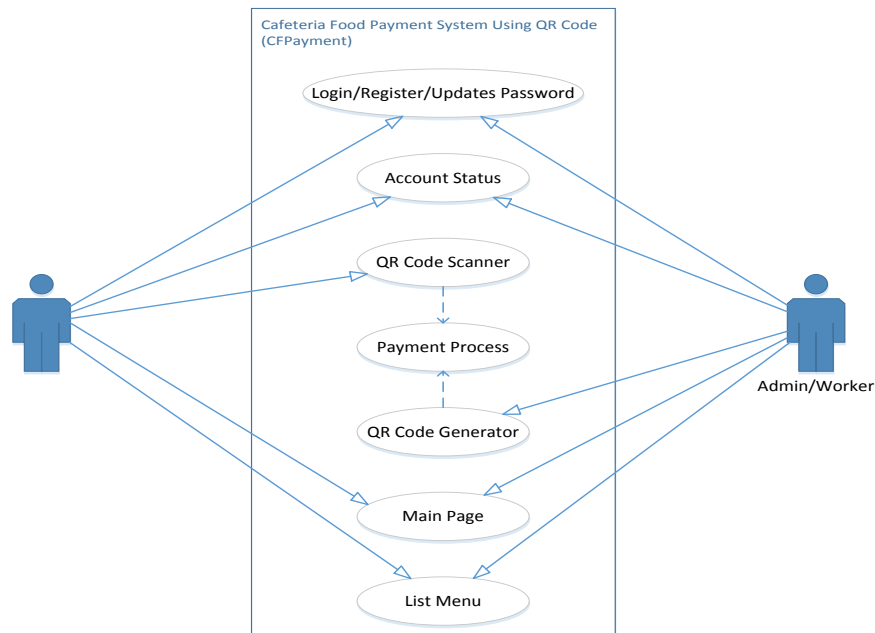 Cafeteria Food Payment System Using QR Code
(CFPayment)
Login/Register/Updates Password
Account Status
QR Code Scanner
Payment Process
Admin/Worker
QR Code Generator
Main Page
List Menu